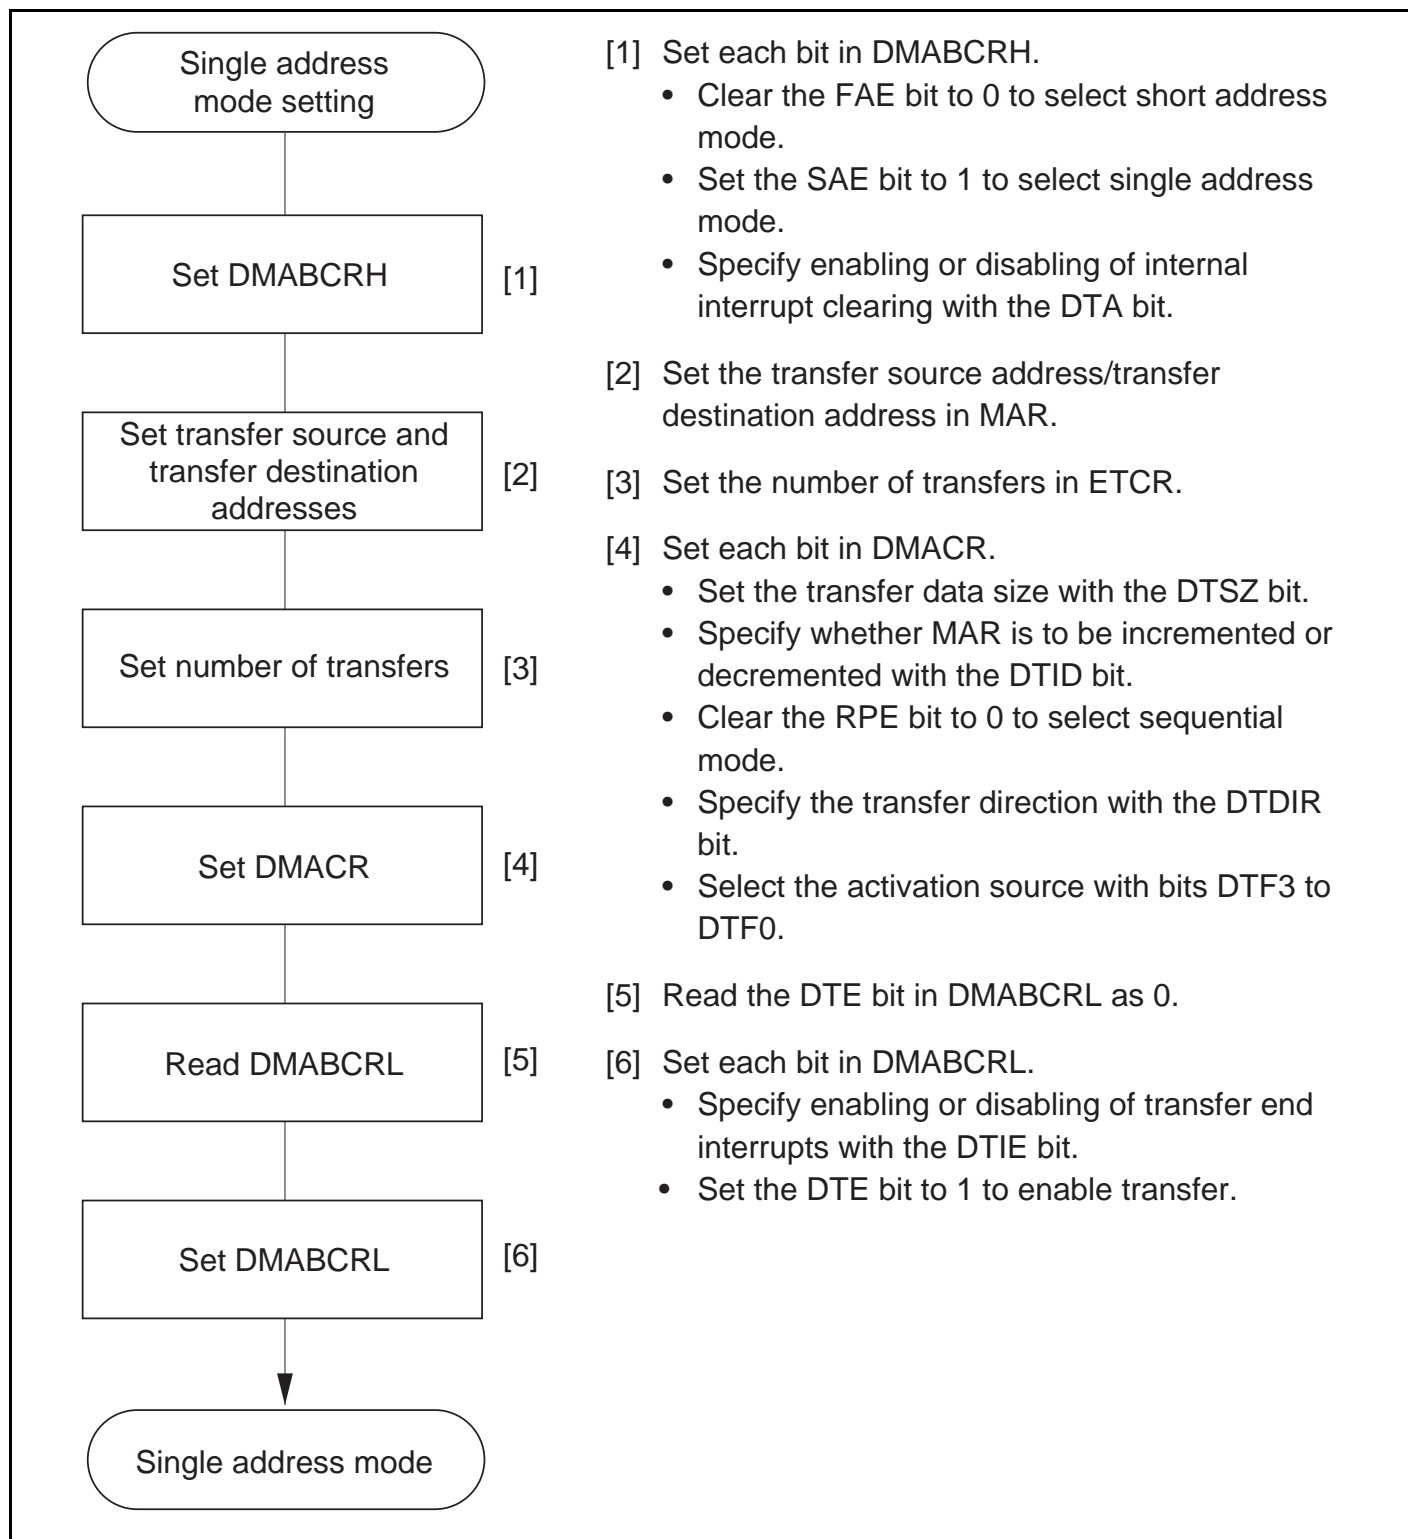 Single address
mode setting
Set DMABCRH
[1]
Set transfer source and
transfer destination
addresses
[2]
Set number of transfers
[3]
Set DMACR
[4]
Read DMABCRL
[5]
Set DMABCRL
[6]
Single address mode
[1] Set each bit in DMABCRH.
• Clear the FAE bit to 0 to select short address
mode.
• Set the SAE bit to 1 to select single address
mode.
• Specify enabling or disabling of internal
interrupt clearing with the DTA bit.
[2] Set the transfer source address/transfer
destination address in MAR.
[3] Set the number of transfers in ETCR.
[4] Set each bit in DMACR.
• Set the transfer data size with the DTSZ bit.
• Specify whether MAR is to be incremented or
decremented with the DTID bit.
• Clear the RPE bit to 0 to select sequential
mode.
• Specify the transfer direction with the DTDIR
bit.
• Select the activation source with bits DTF3 to
DTF0.
[5] Read the DTE bit in DMABCRL as 0.
[6] Set each bit in DMABCRL.
• Specify enabling or disabling of transfer end
interrupts with the DTIE bit.
• Set the DTE bit to 1 to enable transfer.